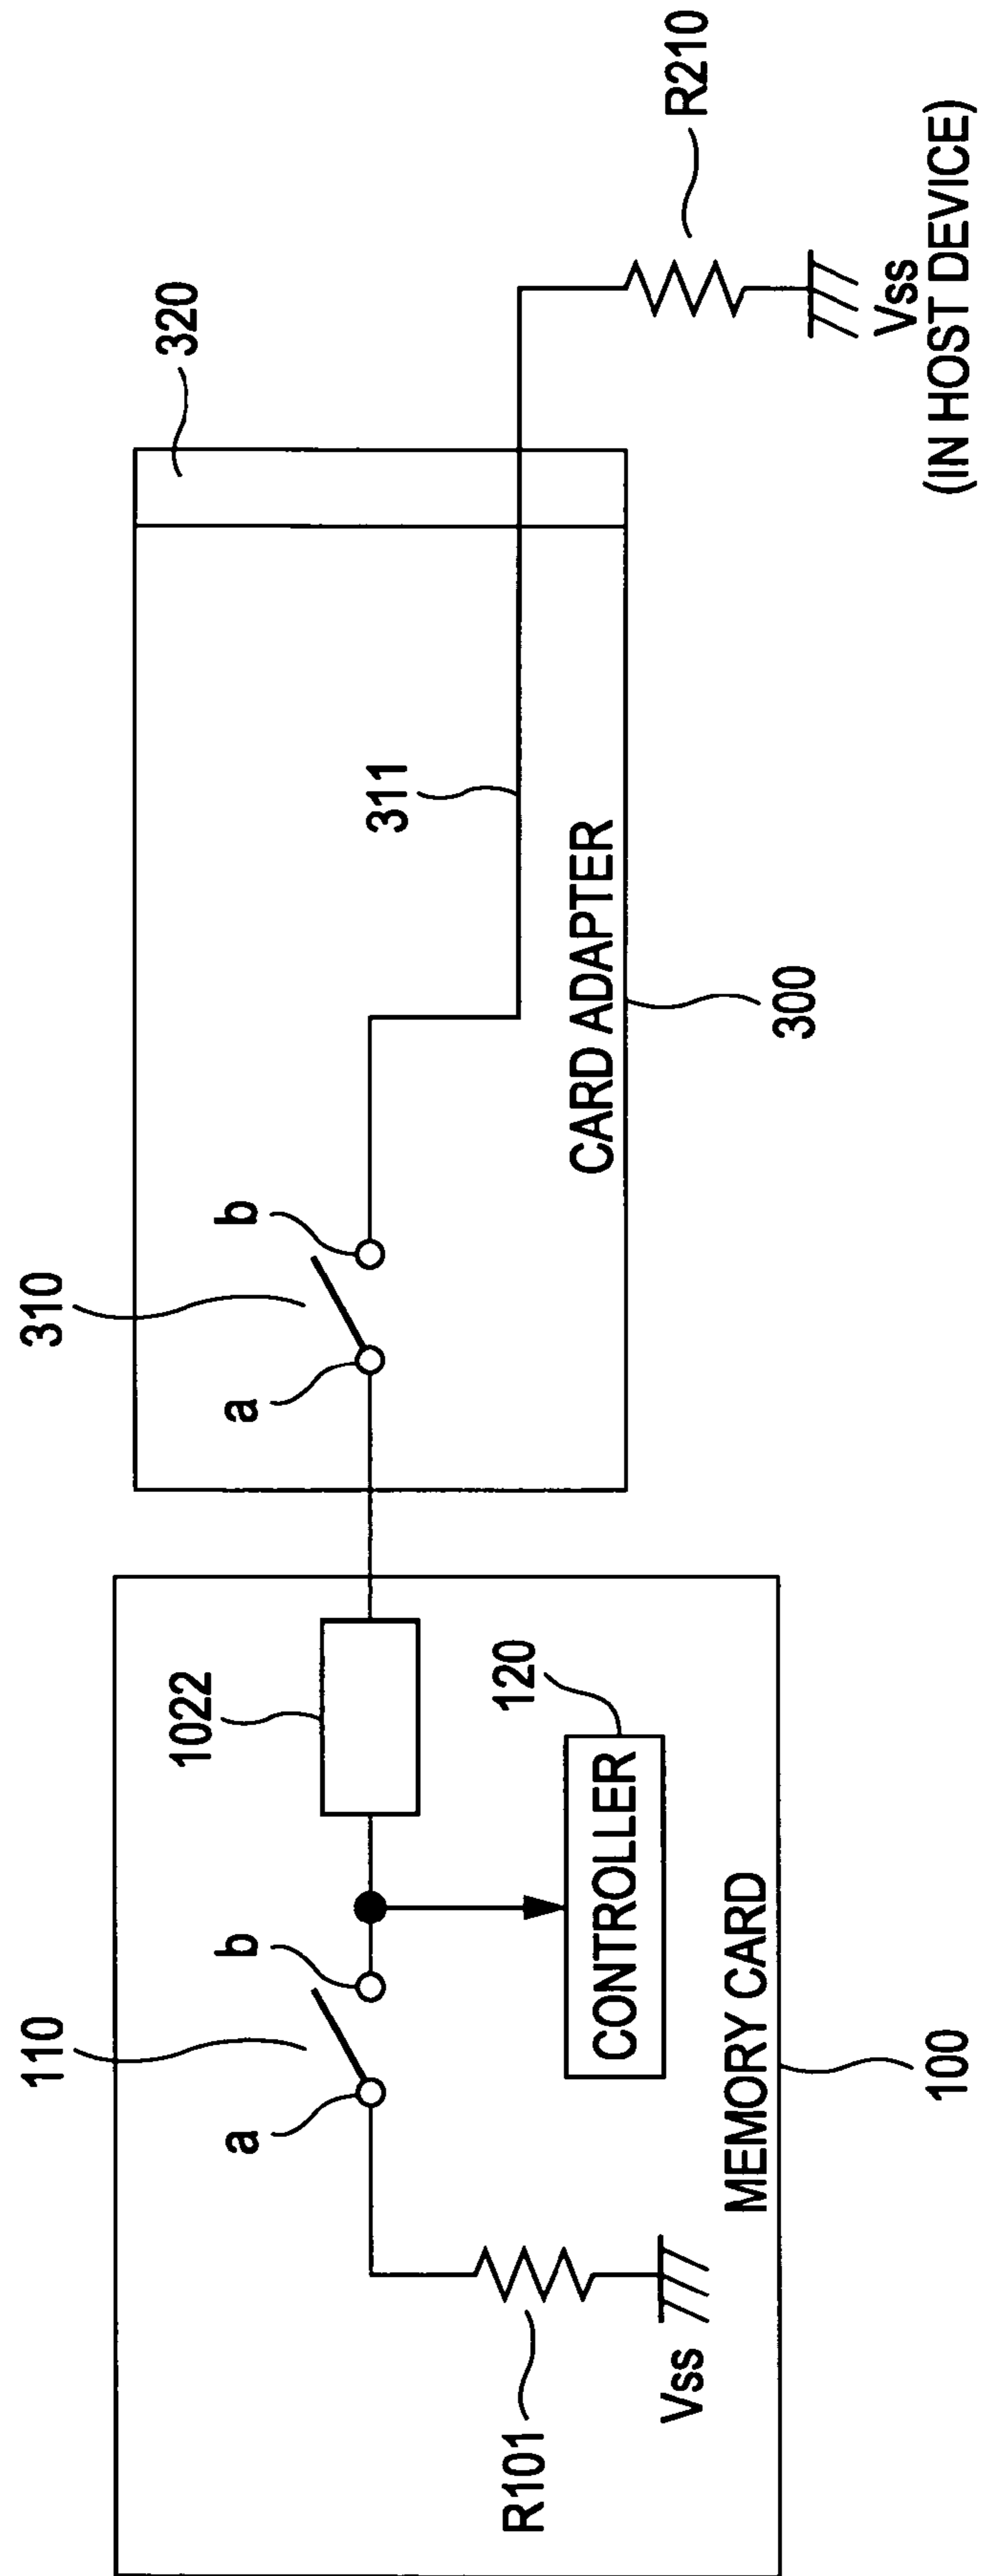 110
310
320
a
b
1022
a
b
R101
Vss
CONTROLLER
120
MEMORY CARD
100
311
CARD ADAPTER
300
R210
Vss
(IN HOST DEVICE)